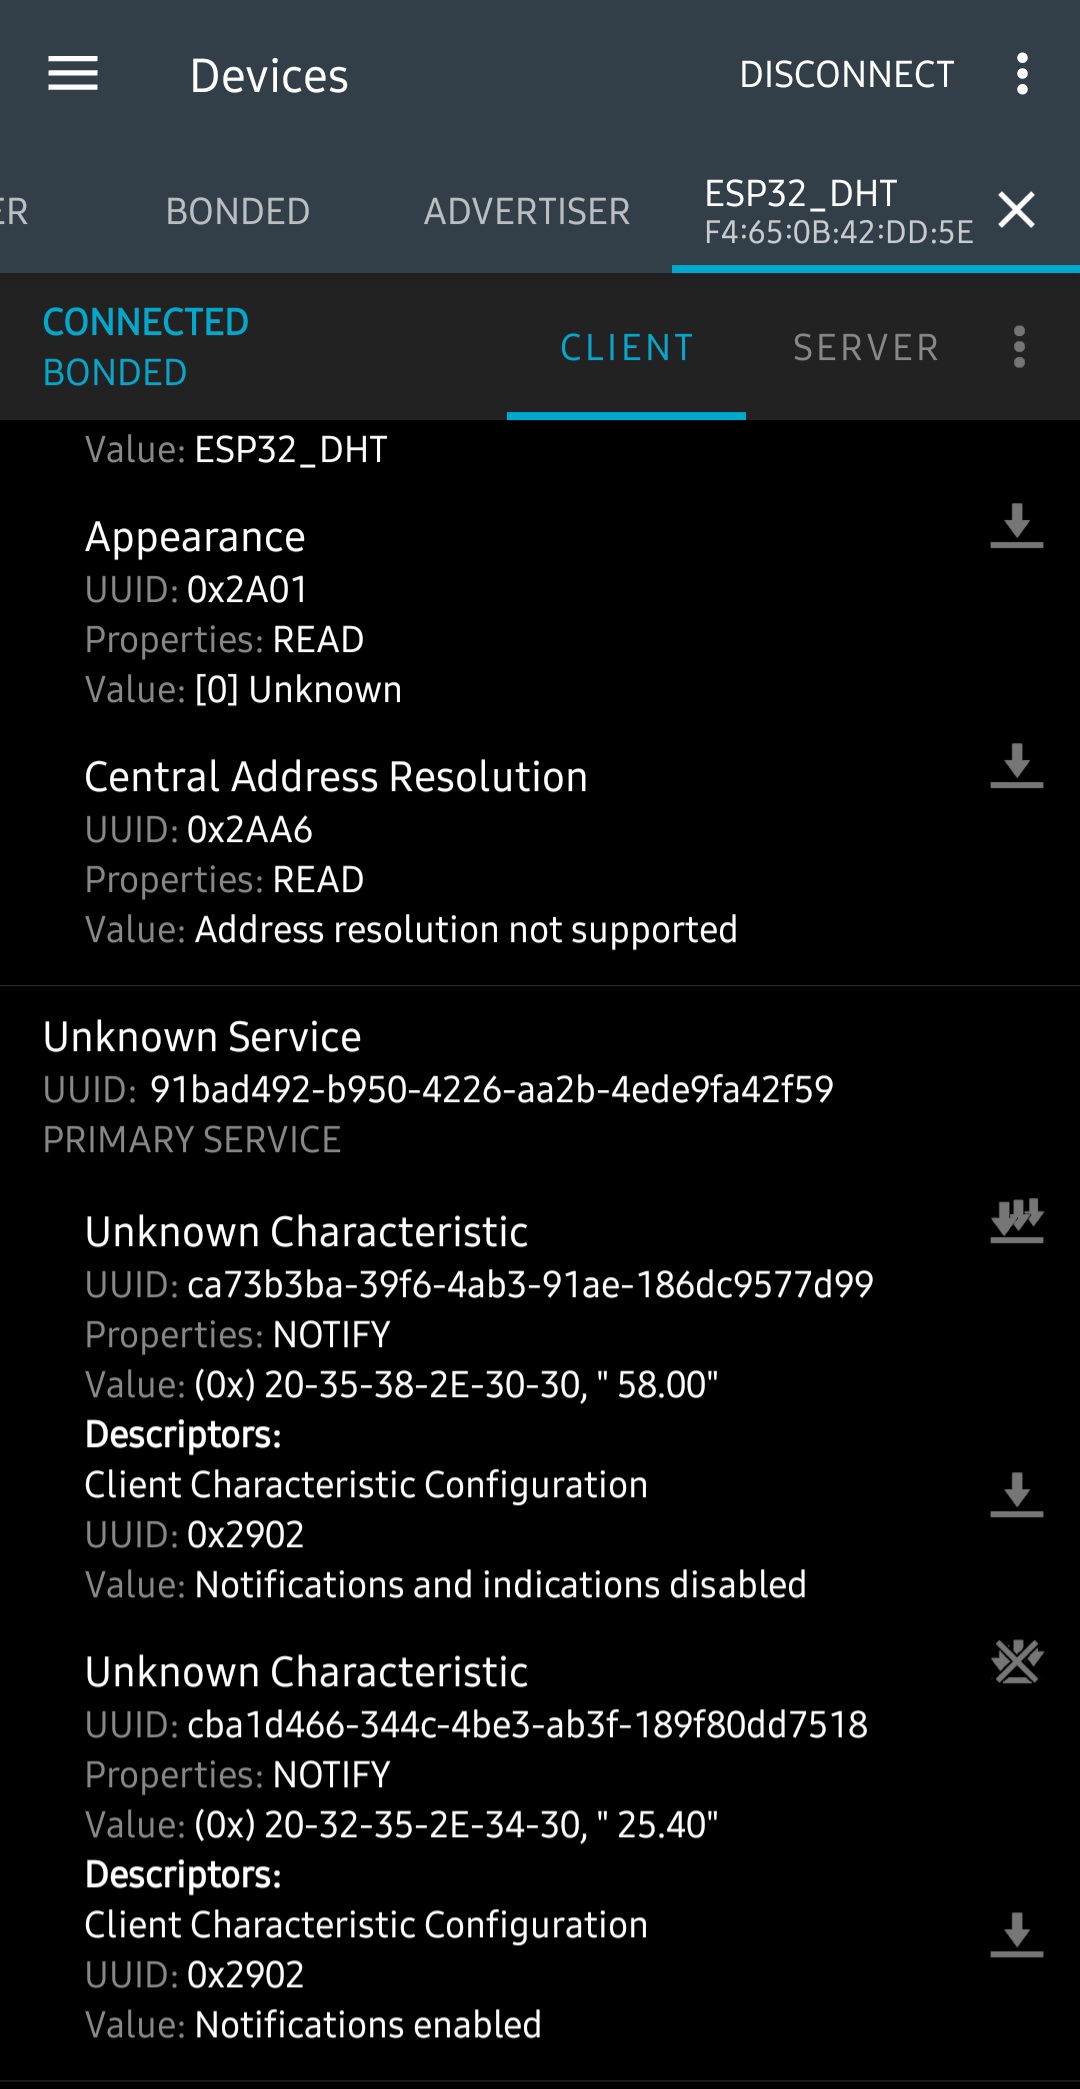 Devices
DISCONNECT
ER
BONDED
ADVERTISER
ESP32_DHT
F4:65:0B:42:DD:5E
CONNECTED
BONDED
CLIENT
SERVER
Value: ESP32_DHT
Appearance
UUID: 0x2A01
Properties: READ
Value: [0] Unknown
Central Address Resolution
UUID: 0x2AA6
Properties: READ
Value: Address resolution not supported
Unknown Service
UUID: 91bad492-b950-4226-aa2b-4ede9fa42f59
PRIMARY SERVICE
Unknown Characteristic
UUID: ca73b3ba-39f6-4ab3-91ae-186dc9577d99
Properties: NOTIFY
Value: (0x) 20-35-38-2E-30-30, " 58.00"
Descriptors:
Client Characteristic Configuration
UUID: 0x2902
Value: Notifications and indications disabled
Unknown Characteristic
UUID: cba1d466-344c-4be3-ab3f-189f80dd7518
Properties: NOTIFY
Value: (0x) 20-32-35-2E-34-30, " 25.40"
Descriptors:
Client Characteristic Configuration
UUID: 0x2902
Value: Notifications enabled